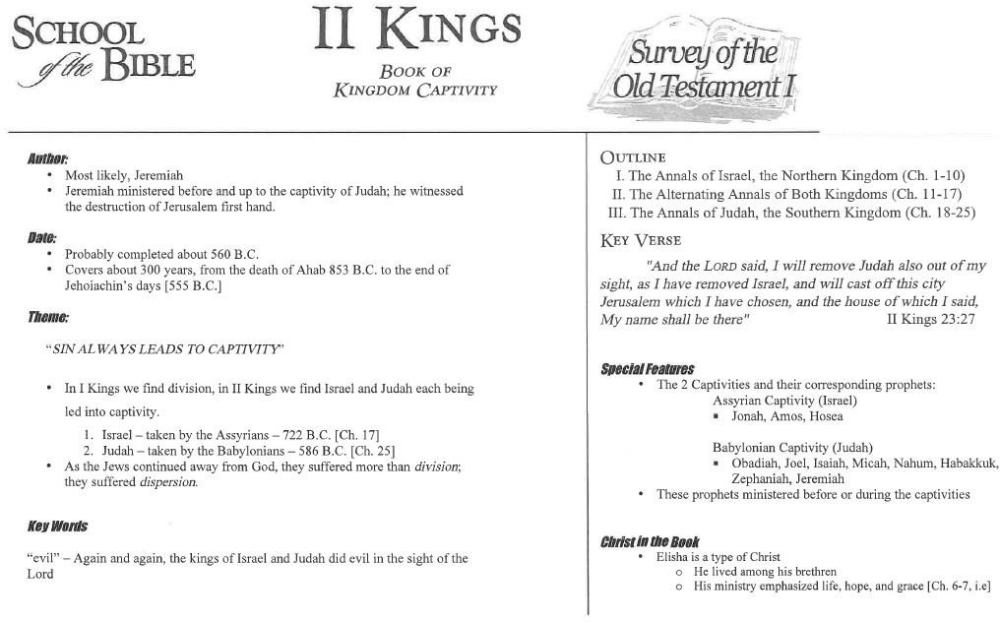 SCHOOL
of the BIBLE
II KINGS
BOOK OF
KINGDOM CAPTIVITY
Survey of the
Old Testament I
Author:
• Most likely, Jeremiah
• Jeremiah ministered before and up to the captivity of Judah; he witnessed
the destruction of Jerusalem first hand.
Date:
• Probably completed about 560 B.C.
• Covers about 300 years, from the death of Ahab 853 B.C. to the end of
Jehoiachin's days [555 B.C.]
Theme:
"SIN ALWAYS LEADS TO CAPTIVITY"
• In I Kings we find division, in II Kings we find Israel and Judah each being
led into captivity.
1. Israel – taken by the Assyrians – 722 B.C. [Ch. 17]
2. Judah – taken by the Babylonians – 586 B.C. [Ch. 25]
• As the Jews continued away from God, they suffered more than division;
they suffered dispersion.
Key Words
"evil" – Again and again, the kings of Israel and Judah did evil in the sight of the
Lord
OUTLINE
I. The Annals of Israel, the Northern Kingdom (Ch. 1-10)
II. The Alternating Annals of Both Kingdoms (Ch. 11-17)
III. The Annals of Judah, the Southern Kingdom (Ch. 18-25)
KEY VERSE
"And the LORD said, I will remove Judah also out of my
sight, as I have removed Israel, and will cast off this city
Jerusalem which I have chosen, and the house of which I said,
My name shall be there" II Kings 23:27
Special Features
• The 2 Captivities and their corresponding prophets:
Assyrian Captivity (Israel)
▪ Jonah, Amos, Hosea
Babylonian Captivity (Judah)
▪ Obadiah, Joel, Isaiah, Micah, Nahum, Habakkuk,
Zephaniah, Jeremiah
• These prophets ministered before or during the captivities
Christ in the Book
• Elisha is a type of Christ
o He lived among his brethren
o His ministry emphasized life, hope, and grace [Ch. 6-7, i.e]